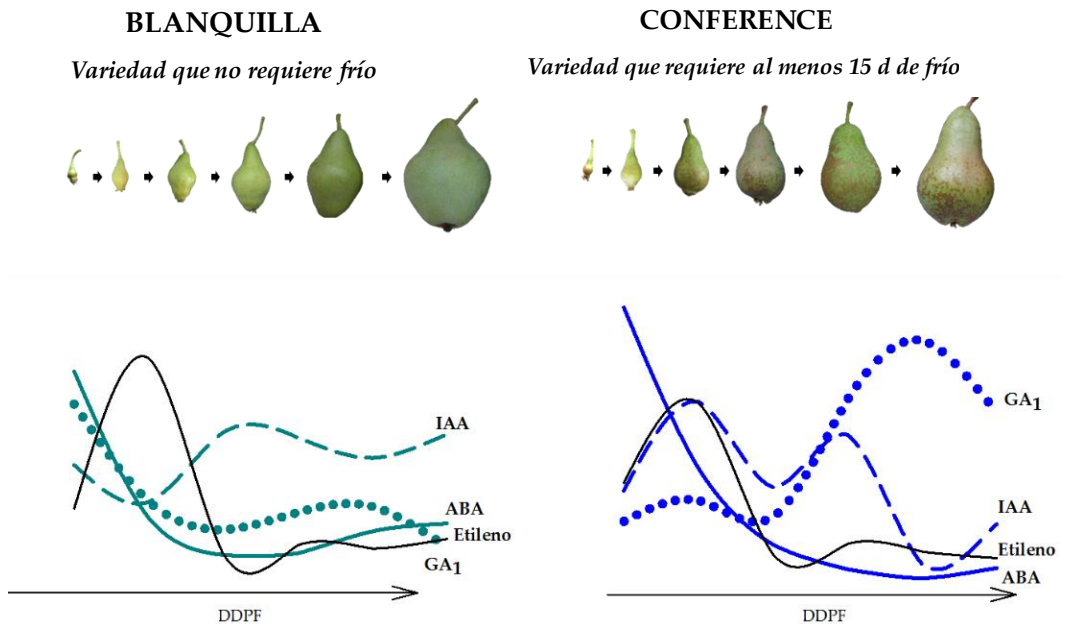 BLANQUILLA
Variedad que no requiere frío
CONFERENCE
Variedad que requiere al menos 15 d de frío
IAA
ABA
Etileno
GA1
DDPF
GA1
IAA
Etileno
ABA
DDPF